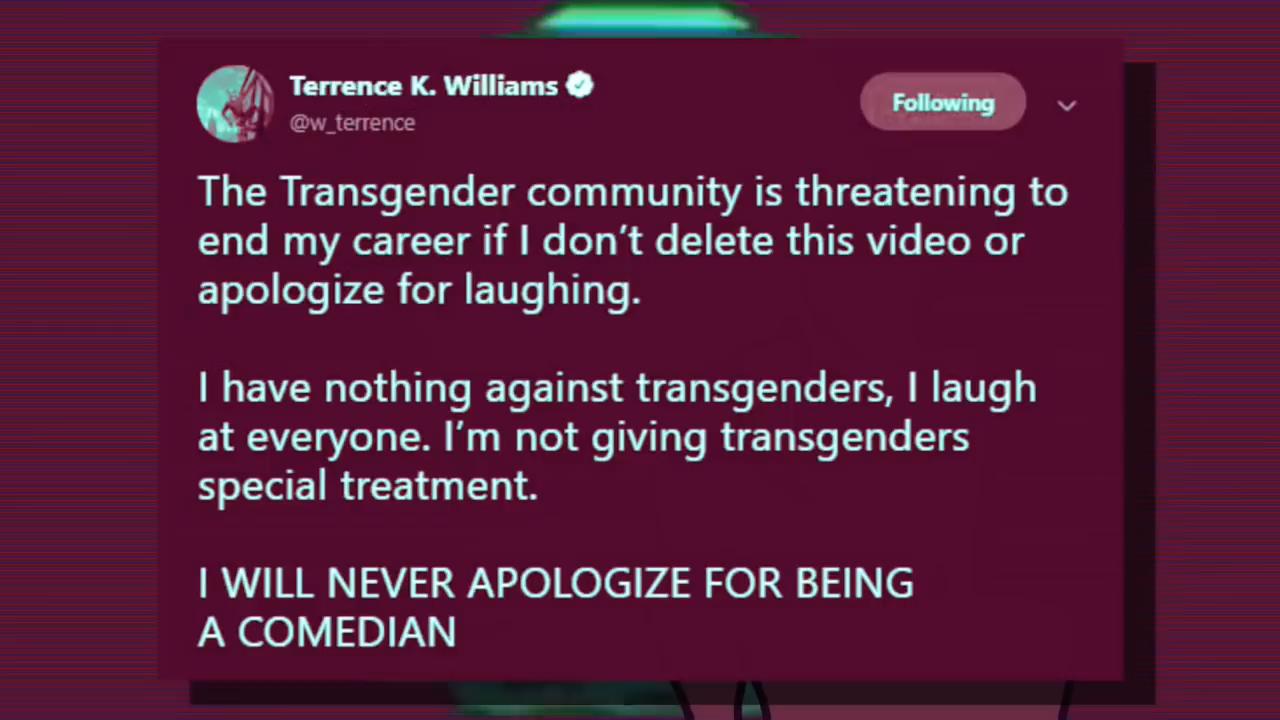 Terrence K. Williams
@w_terrence
Following
The Transgender community is threatening to
end my career if I don’t delete this video or
apologize for laughing.
I have nothing against transgenders, I laugh
at everyone. I’m not giving transgenders
special treatment.
I WILL NEVER APOLOGIZE FOR BEING
A COMEDIAN